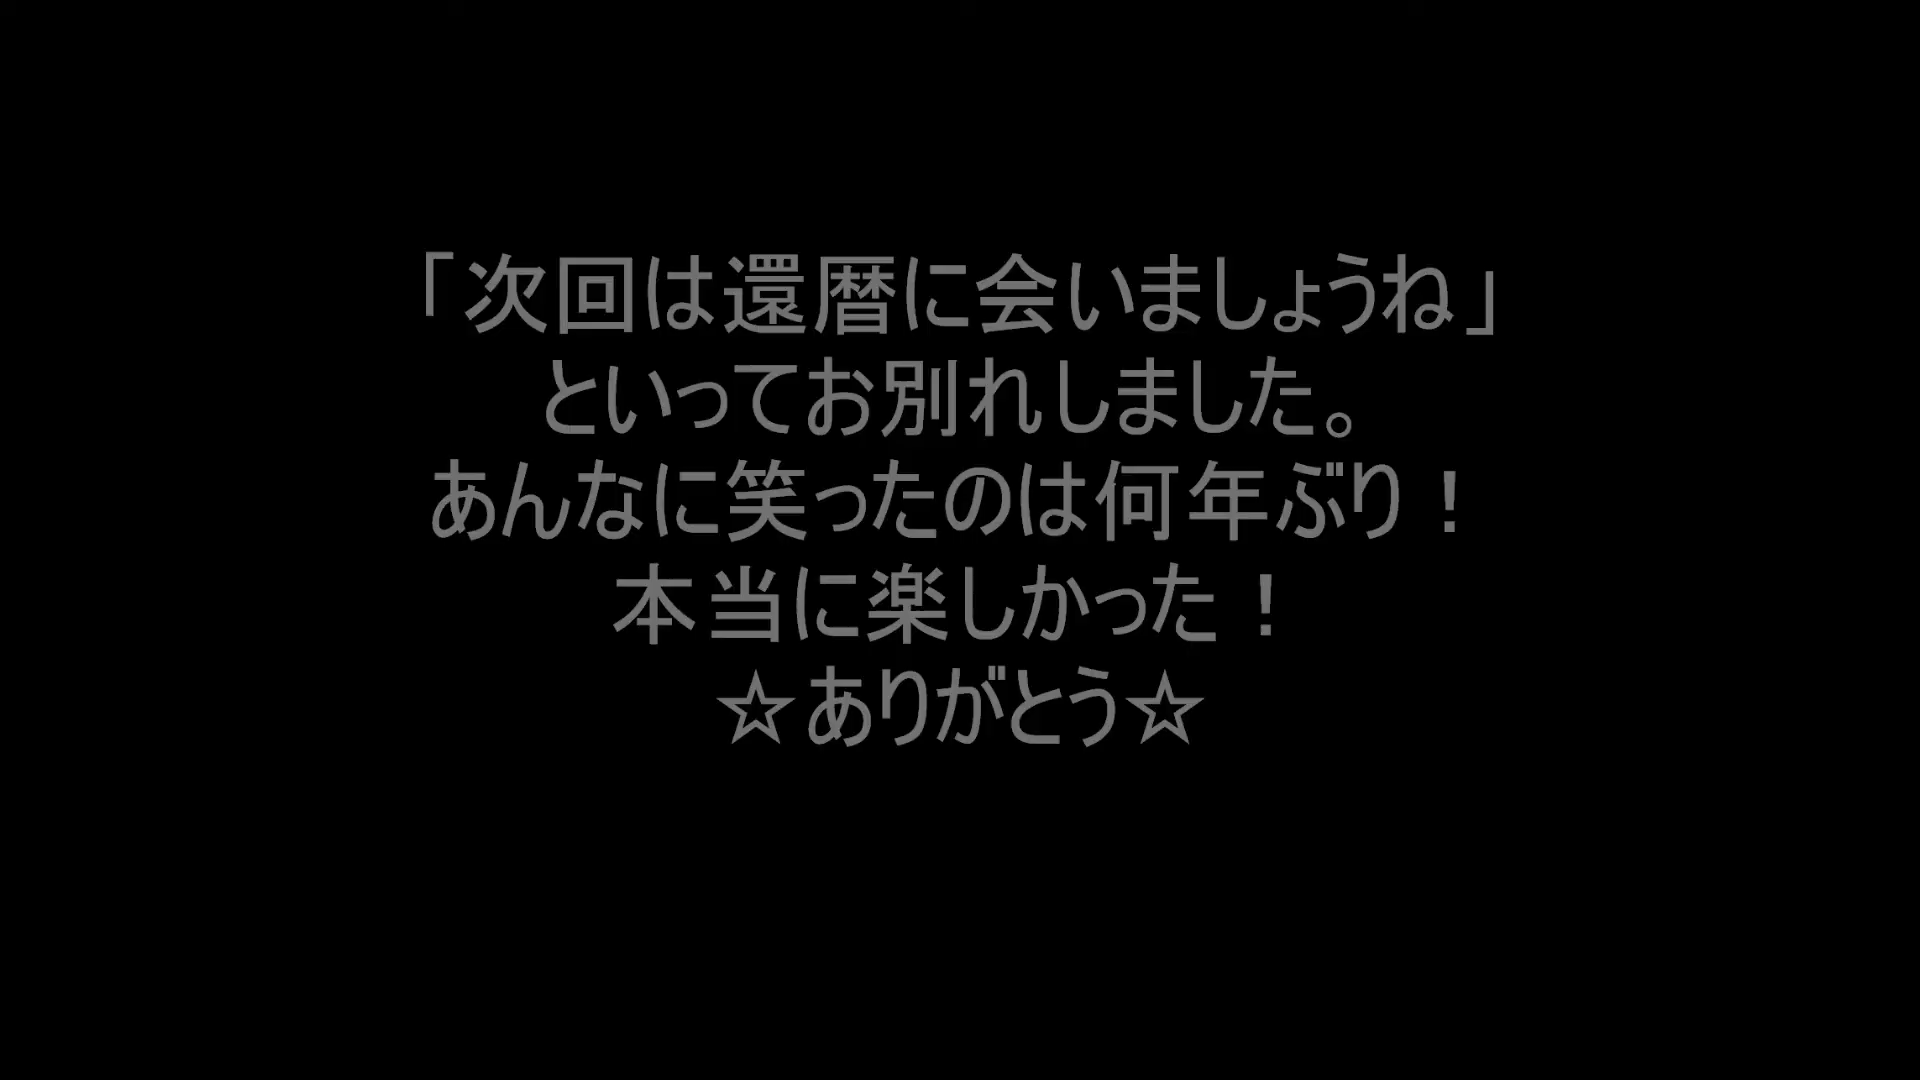 「次回は還暦に会いましょうね」
といってお別れしました。
あんなに笑ったのは何年ぶり！
本当に楽しかった！
☆ありがとう☆